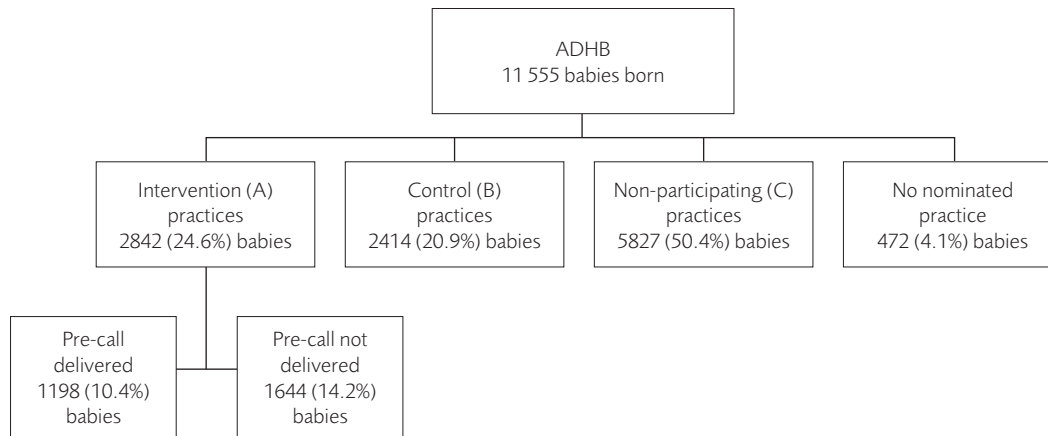 ADHB
11 555 babies born
Intervention (A)
practices
2842 (24.6%) babies
Control (B)
practices
2414 (20.9%) babies
Non-participating (C)
practices
5827 (50.4%) babies
No nominated
practice
472 (4.1%) babies
Pre-call
delivered
1198 (10.4%)
babies
Pre-call not
delivered
1644 (14.2%)
babies